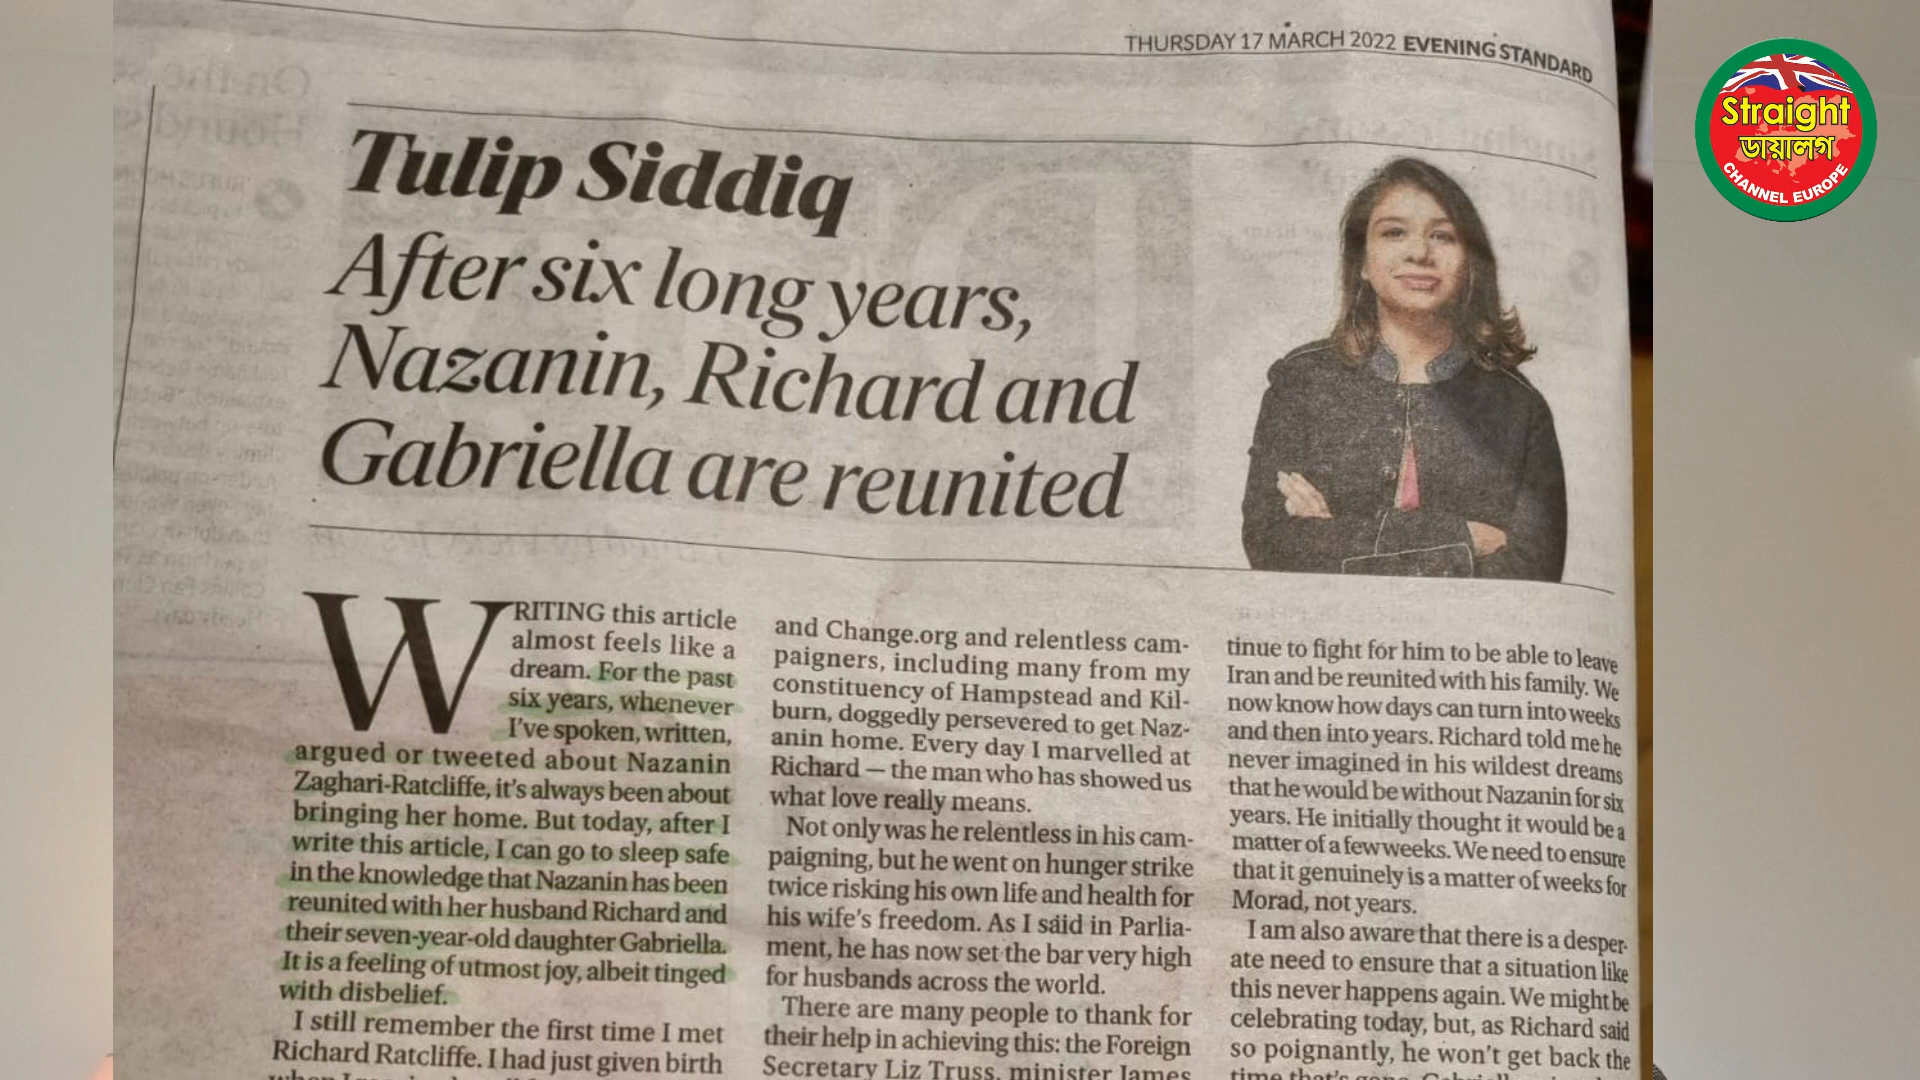 THURSDAY 17 MARCH 2022 EVENING STANDARD
Straight
ডায়ালগ
CHANNEL EUROPE
Tulip Siddiq
After six long years,
Nazanin, Richard and
Gabriella are reunited
WRITING this article
almost feels like a
dream. For the past
six years, whenever
I've spoken, written,
argued or tweeted about Nazanin
Zaghari-Ratcliffe, it's always been about
bringing her home. But today, after I
write this article, I can go to sleep safe
in the knowledge that Nazanin has been
reunited with her husband Richard and
their seven-year-old daughter Gabriella.
It is a feeling of utmost joy, albeit tinged
with disbelief.
I still remember the first time I met
Richard Ratcliffe. I had just given birth
and Change.org and relentless cam-
paigners, including many from my
constituency of Hampstead and Kil-
burn, doggedly persevered to get Naz-
anin home. Every day I marvelled at
Richard — the man who has showed us
what love really means.
Not only was he relentless in his cam-
paigning, but he went on hunger strike
twice risking his own life and health for
his wife's freedom. As I said in Parlia-
ment, he has now set the bar very high
for husbands across the world.
There are many people to thank for
their help in achieving this: the Foreign
Secretary Liz Truss, minister James
tinue to fight for him to be able to leave
Iran and be reunited with his family. We
now know how days can turn into weeks
and then into years. Richard told me he
never imagined in his wildest dreams
that he would be without Nazanin for six
years. He initially thought it would be a
matter of a few weeks. We need to ensure
that it genuinely is a matter of weeks for
Morad, not years.
I am also aware that there is a desper-
ate need to ensure that a situation like
this never happens again. We might be
celebrating today, but, as Richard said
so poignantly, he won't get back the